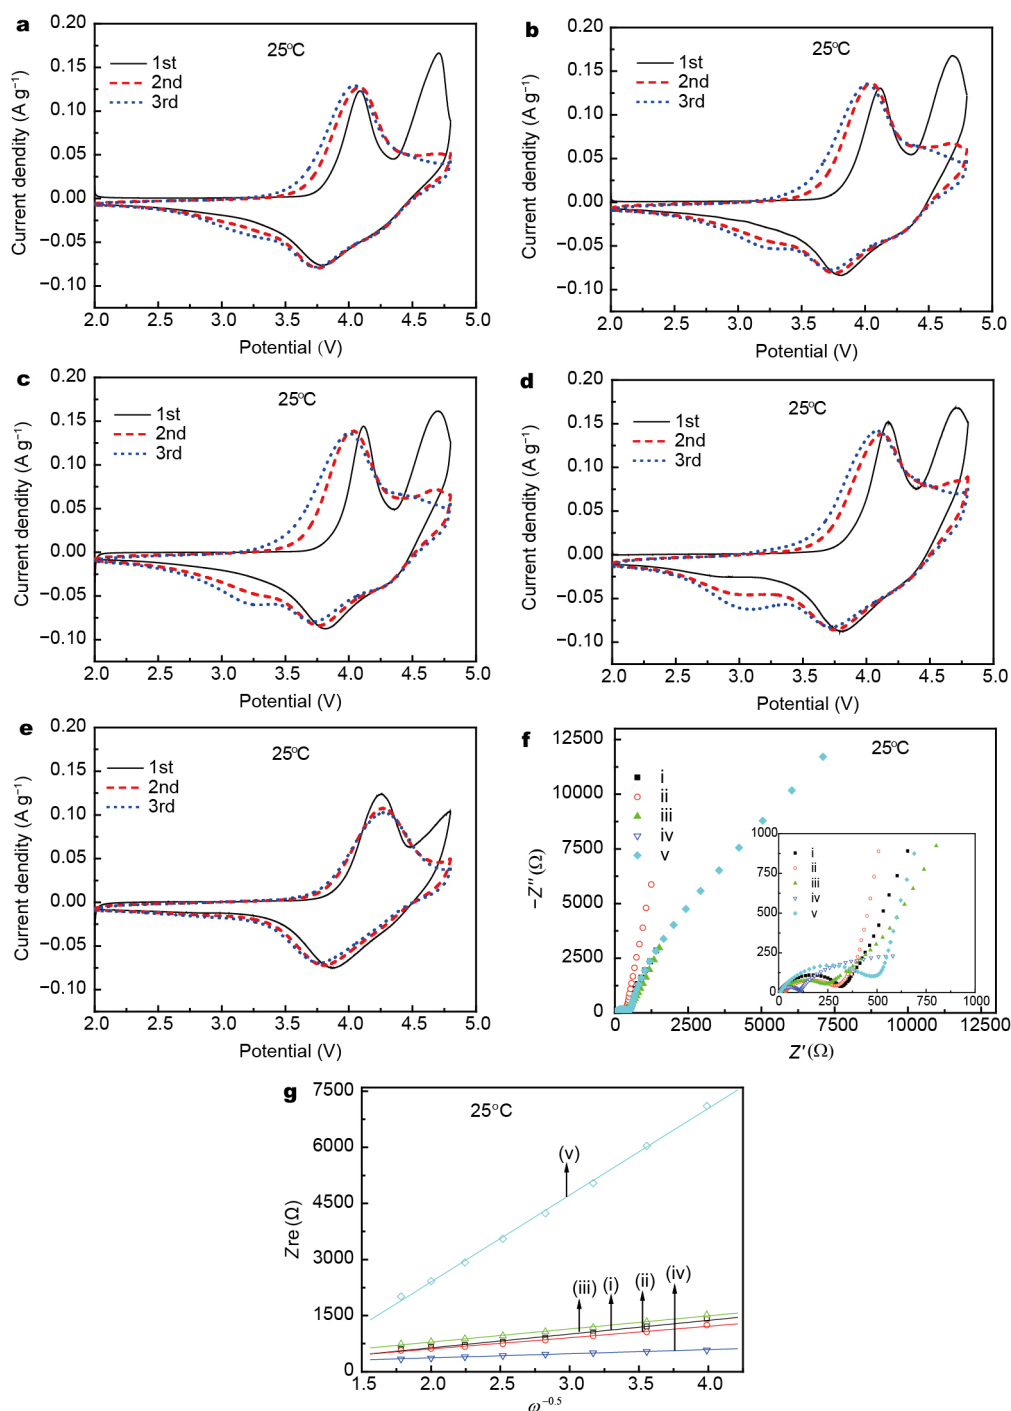 a
25°C
1st
2nd
3rd
Current dendity (A g⁻¹)
0.20
0.15
0.10
0.05
0.00
−0.05
−0.10
2.0 2.5 3.0 3.5 4.0 4.5 5.0
Potential (V)
b
25°C
1st
2nd
3rd
Current dendity (A g⁻¹)
0.20
0.15
0.10
0.05
0.00
−0.05
−0.10
2.0 2.5 3.0 3.5 4.0 4.5 5.0
Potential (V)
c
25°C
1st
2nd
3rd
Current dendity (A g⁻¹)
0.20
0.15
0.10
0.05
0.00
−0.05
−0.10
2.0 2.5 3.0 3.5 4.0 4.5 5.0
Potential (V)
d
25°C
1st
2nd
3rd
Current dendity (A g⁻¹)
0.20
0.15
0.10
0.05
0.00
−0.05
−0.10
2.0 2.5 3.0 3.5 4.0 4.5 5.0
Potential (V)
e
25°C
1st
2nd
3rd
Current dendity (A g⁻¹)
0.20
0.15
0.10
0.05
0.00
−0.05
−0.10
2.0 2.5 3.0 3.5 4.0 4.5 5.0
Potential (V)
f
25°C
i
ii
iii
iv
v
−Z″ (Ω)
12500
10000
7500
5000
2500
0
0 2500 5000 7500 10000 12500
Z′ (Ω)
1000
750
500
250
0
i
ii
iii
iv
v
0 250 500 750 1000
g
25°C
Zre (Ω)
7500
6000
4500
3000
1500
0
(v)
(iii) (i) (ii) (iv)
1.5 2.0 2.5 3.0 3.5 4.0
ω⁻⁰·⁵